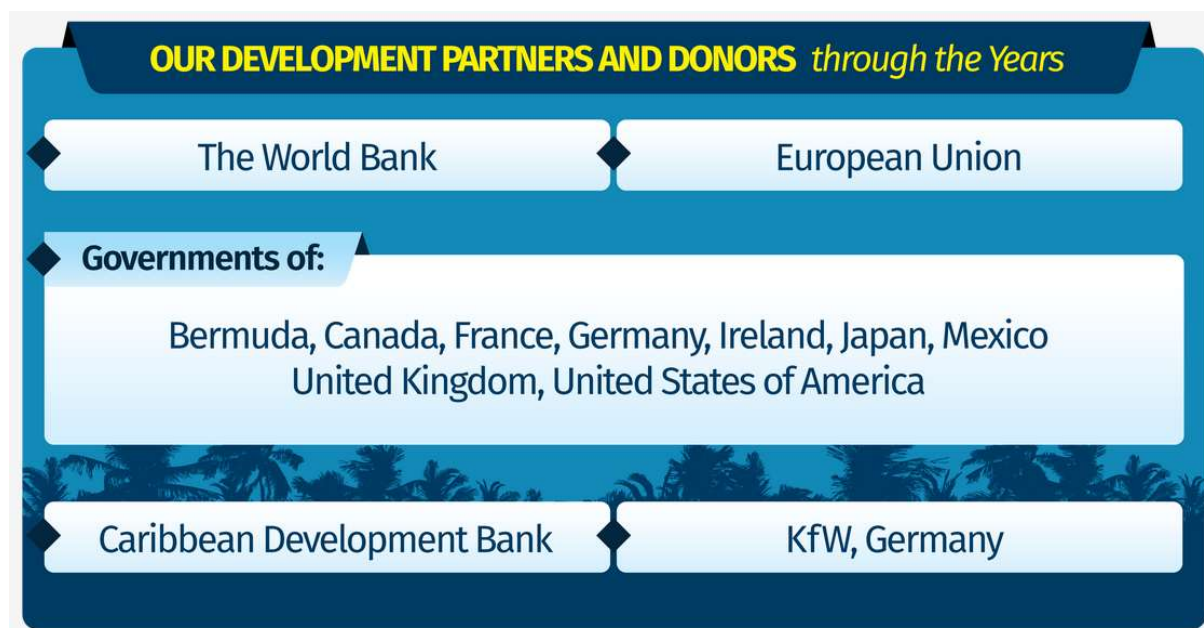 OUR DEVELOPMENT PARTNERS AND DONORS through the Years
The World Bank
European Union
Governments of:
Bermuda, Canada, France, Germany, Ireland, Japan, Mexico
United Kingdom, United States of America
Caribbean Development Bank
KfW, Germany